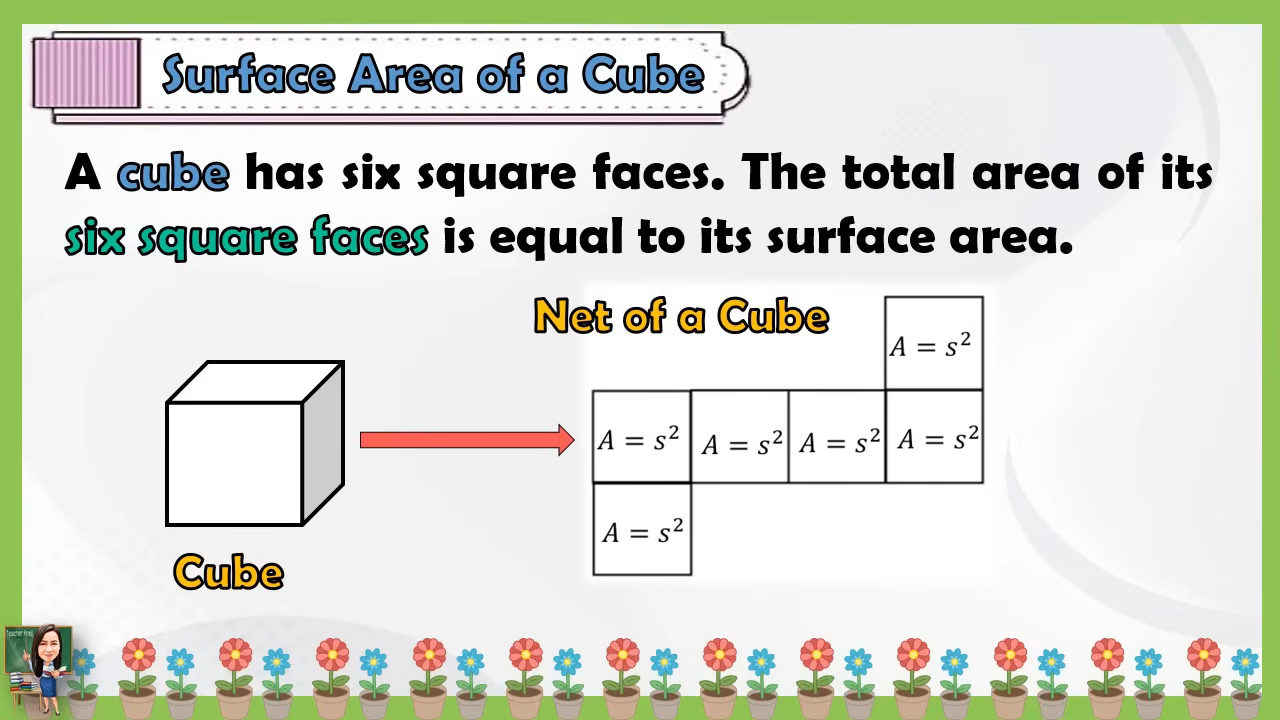 Surface Area of a Cube
A cube has six square faces. The total area of its
six square faces is equal to its surface area.
Net of a Cube
A = s²
A = s² A = s² A = s² A = s²
A = s²
Cube